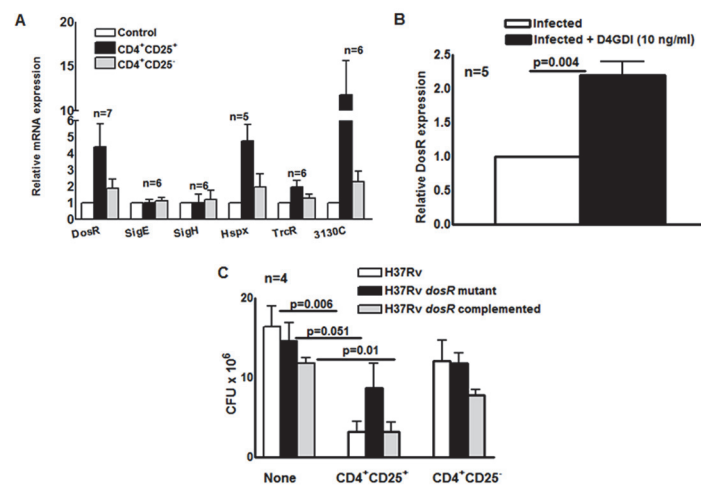 A
Control
CD4⁺CD25⁺
CD4⁺CD25⁻
Relative mRNA expression
20
15
10
6
5
4
3
2
1
0
n=7
n=6
n=6
n=5
n=6
n=6
DosR
SigE
SigH
Hspx
TrcR
3130C
B
Infected
Infected + D4GDI (10 ng/ml)
n=5
p=0.004
Relative DosR expression
2.5
2.0
1.5
1.0
0.5
0.0
C
H37Rv
H37Rv dosR mutant
H37Rv dosR complemented
n=4
p=0.006
p=0.051
p=0.01
CFU x 10⁶
20
10
0
None
CD4⁺CD25⁺
CD4⁺CD25⁻